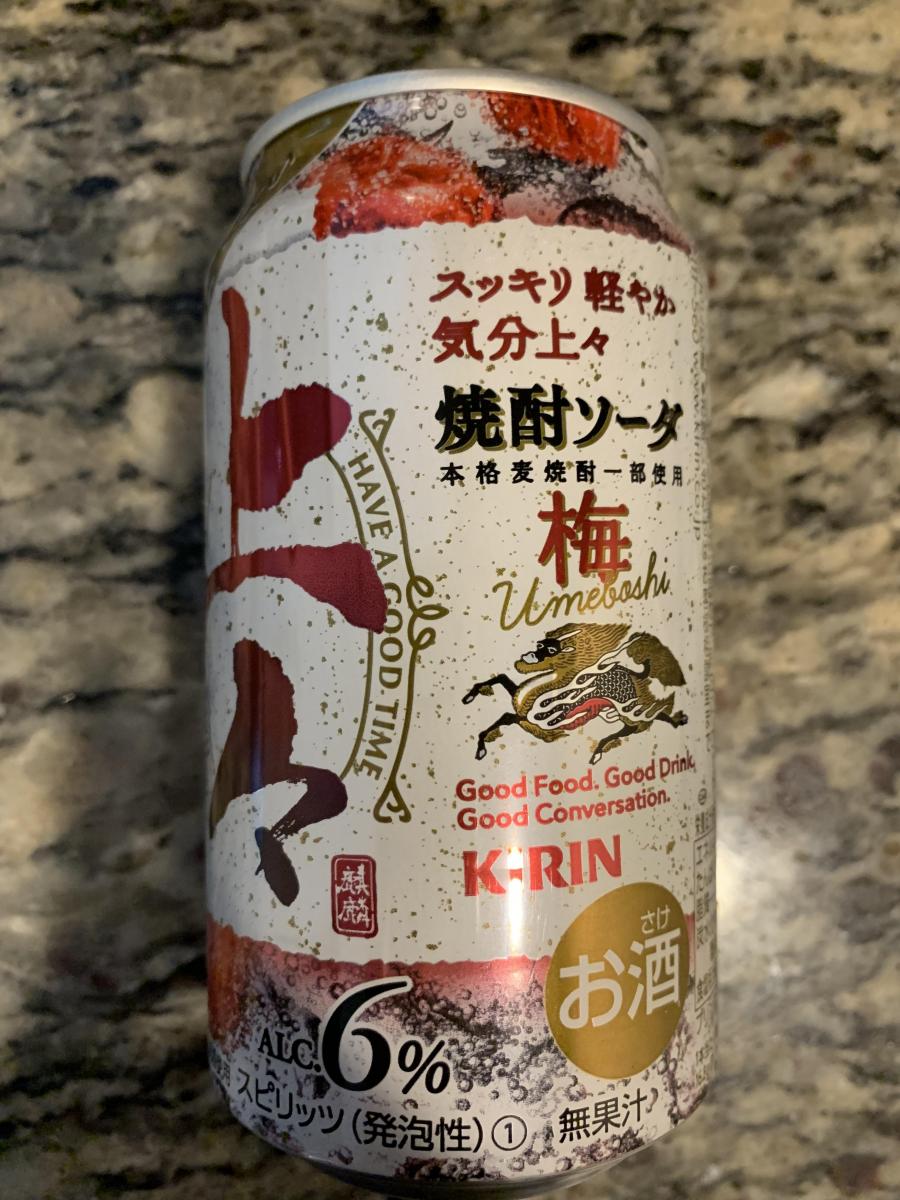 上々
HAVE A GOOD TIME
スッキリ軽やか
気分上々
焼酎ソーダ
本格麦焼酎一部使用
梅
Umeboshi
Good Food. Good Drink.
Good Conversation.
KIRIN
麒麟
さけ
お酒
ALC.6%
スピリッツ(発泡性)① 無果汁